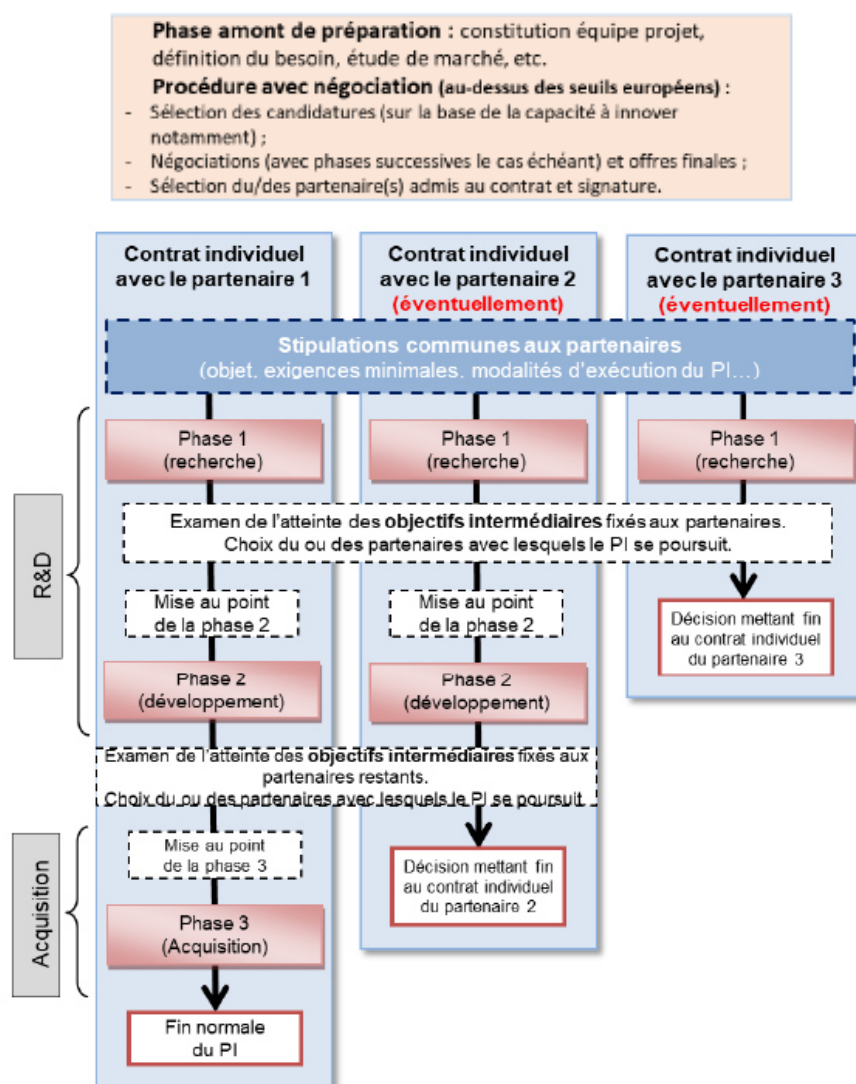 Phase amont de préparation : constitution équipe projet,
définition du besoin, étude de marché, etc.
Procédure avec négociation (au-dessus des seuils européens) :
- Sélection des candidatures (sur la base de la capacité à innover
notamment) ;
- Négociations (avec phases successives le cas échéant) et offres finales ;
- Sélection du/des partenaire(s) admis au contrat et signature.
Contrat individuel
avec le partenaire 1
Contrat individuel
avec le partenaire 2
(éventuellement)
Contrat individuel
avec le partenaire 3
(éventuellement)
Stipulations communes aux partenaires
(objet, exigences minimales, modalités d'exécution du PI…)
R&D
Phase 1
(recherche)
Phase 1
(recherche)
Phase 1
(recherche)
Examen de l'atteinte des objectifs intermédiaires fixés aux partenaires.
Choix du ou des partenaires avec lesquels le PI se poursuit.
Mise au point
de la phase 2
Mise au point
de la phase 2
Décision mettant fin
au contrat individuel
du partenaire 3
Phase 2
(développement)
Phase 2
(développement)
Examen de l'atteinte des objectifs intermédiaires fixés aux
partenaires restants.
Choix du ou des partenaires avec lesquels le PI se poursuit
Acquisition
Mise au point
de la phase 3
Décision mettant fin
au contrat individuel
du partenaire 2
Phase 3
(Acquisition)
Fin normale
du PI